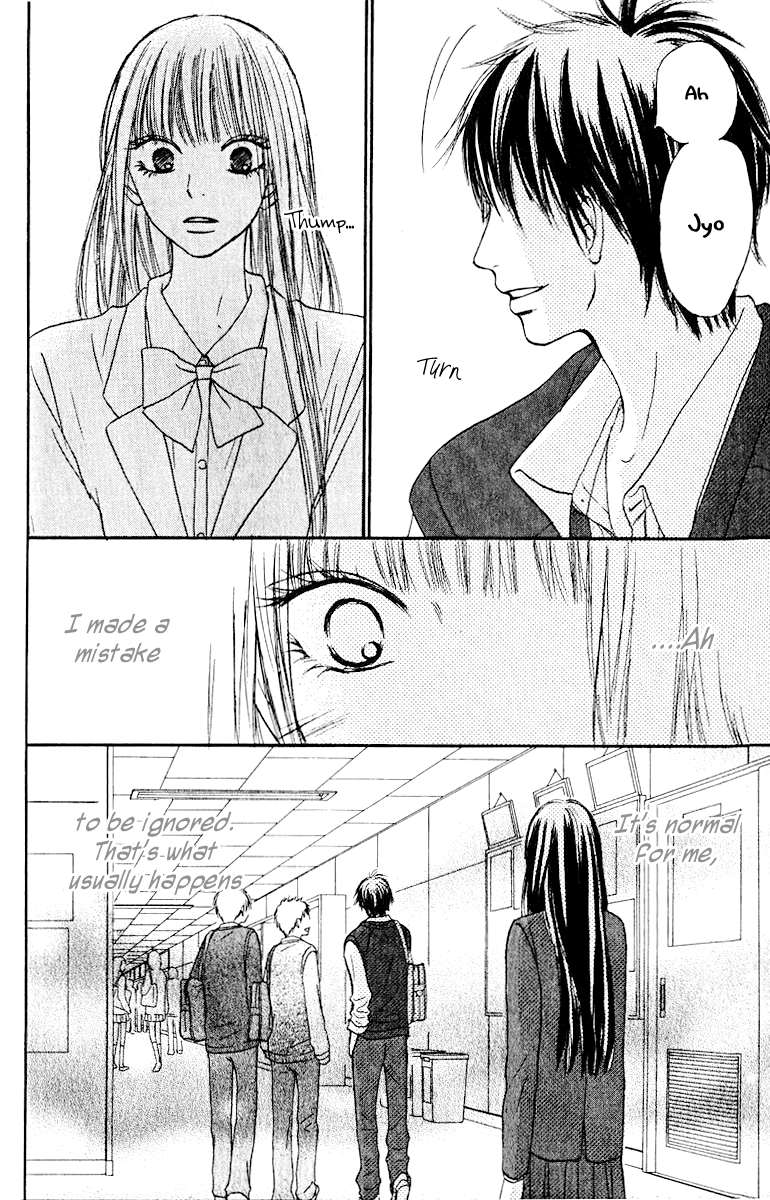 Ah
Jyo
Turn
Thump...
....Ah
I made a
mistake
It's normal
for me,
to be ignored.
That's what
usually happens